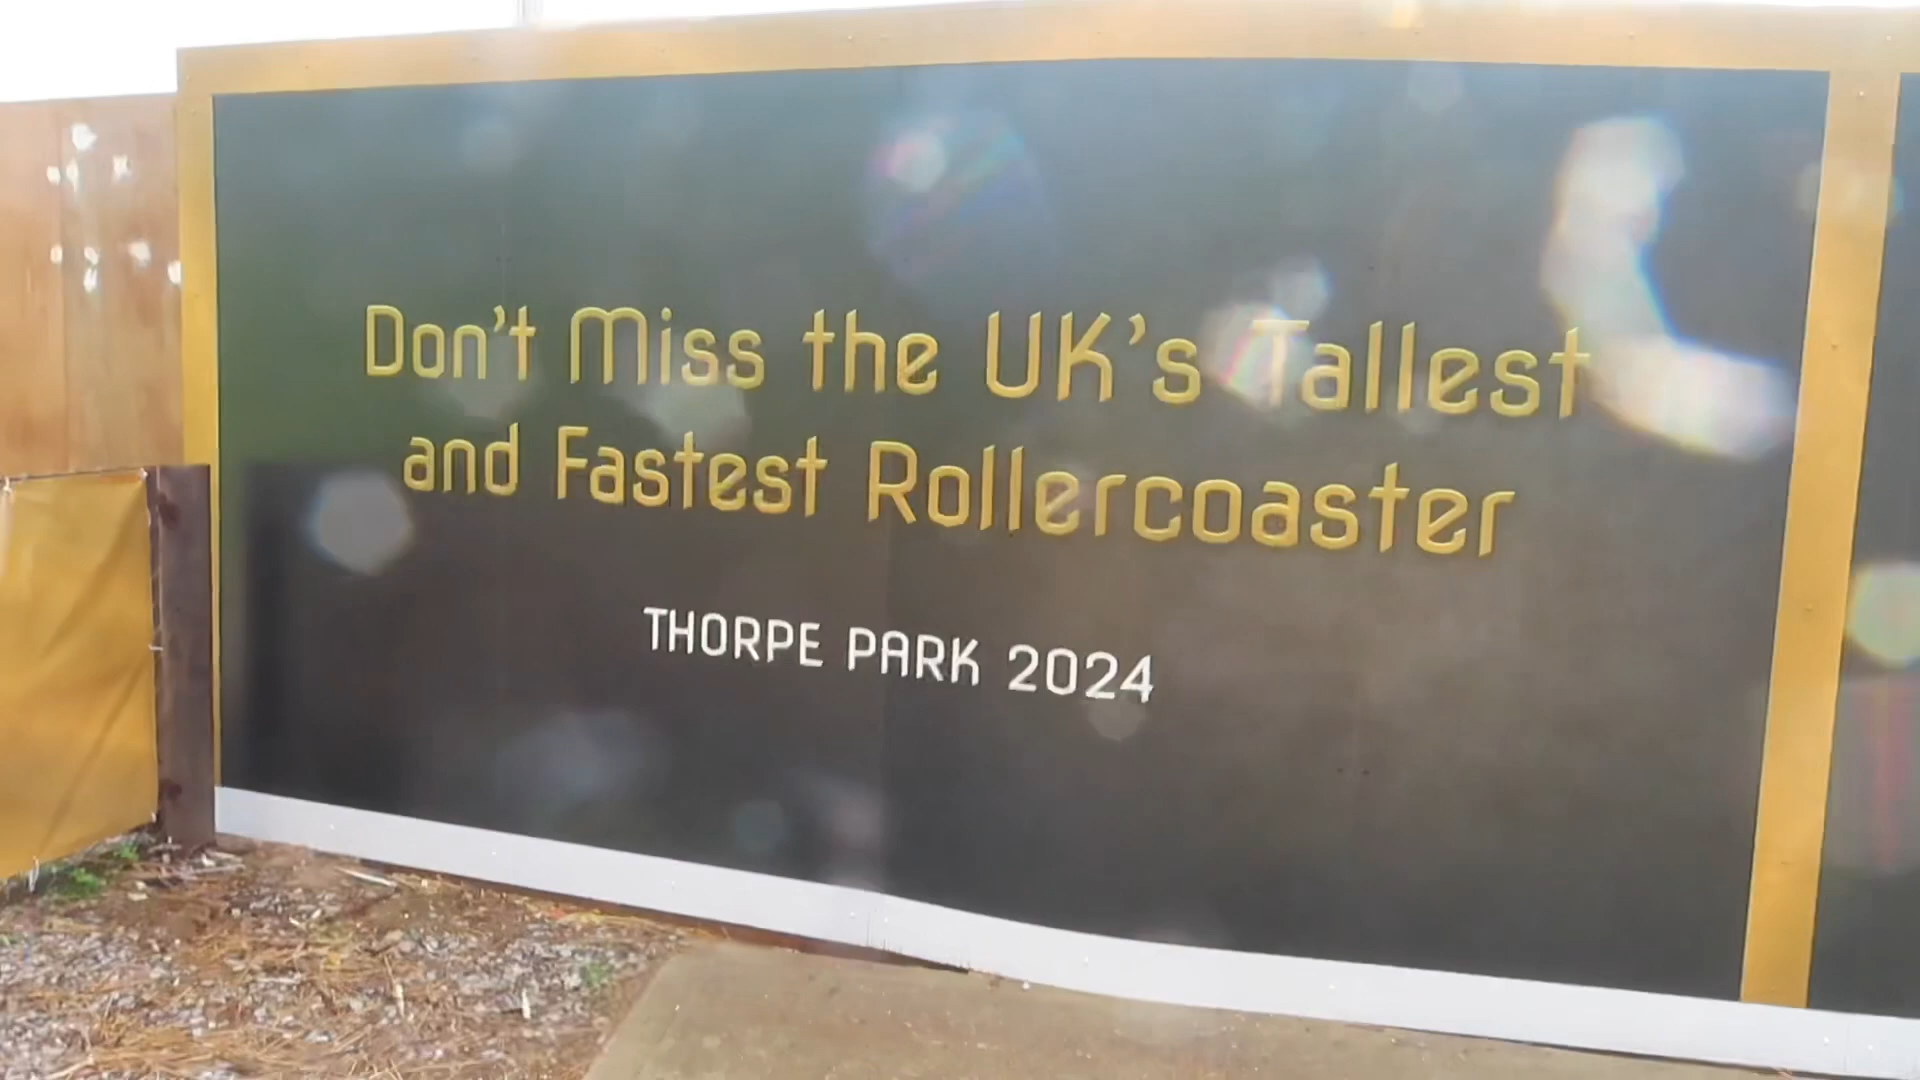 Don't Miss the UK's Tallest
and Fastest Rollercoaster
THORPE PARK 2024